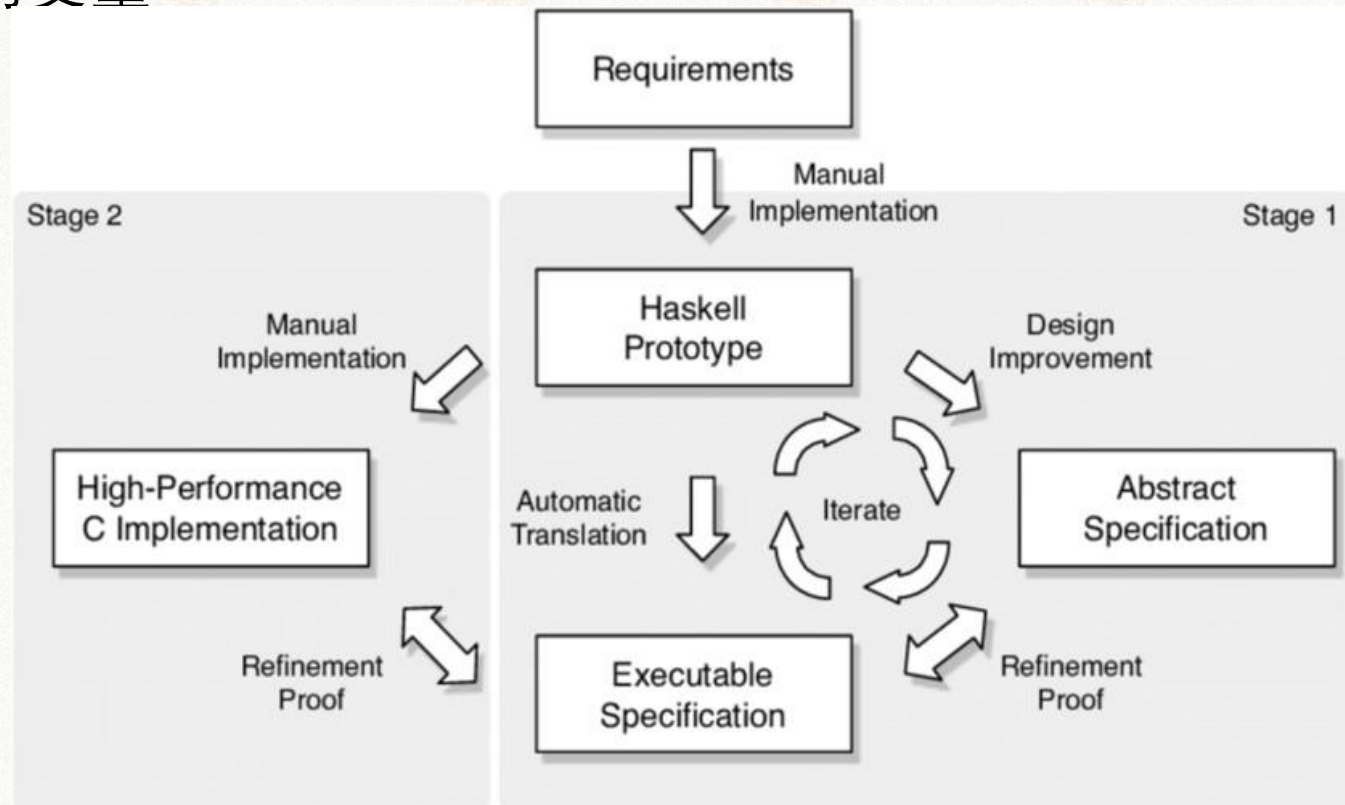 Requirements
Manual
Implementation
Stage 2
Stage 1
Haskell
Prototype
Manual
Implementation
Design
Improvement
High-Performance
C Implementation
Automatic
Translation
Iterate
Abstract
Specification
Refinement
Proof
Executable
Specification
Refinement
Proof